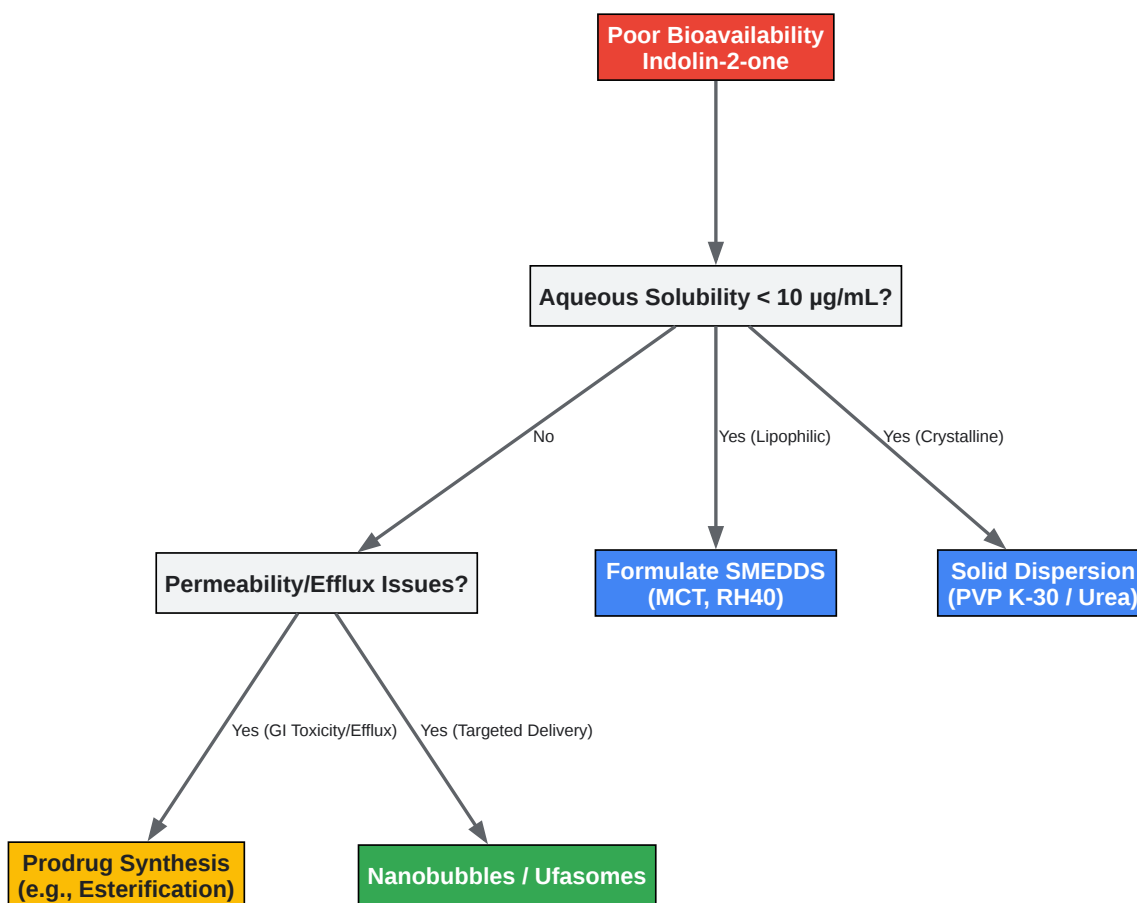 Poor Bioavailability
Indolin-2-one
Aqueous Solubility < 10 µg/mL?
No
Yes (Lipophilic)
Yes (Crystalline)
Permeability/Efflux Issues?
Formulate SMEDDS
(MCT, RH40)
Solid Dispersion
(PVP K-30 / Urea)
Yes (GI Toxicity/Efflux)
Yes (Targeted Delivery)
Prodrug Synthesis
(e.g., Esterification)
Nanobubbles / Ufasomes